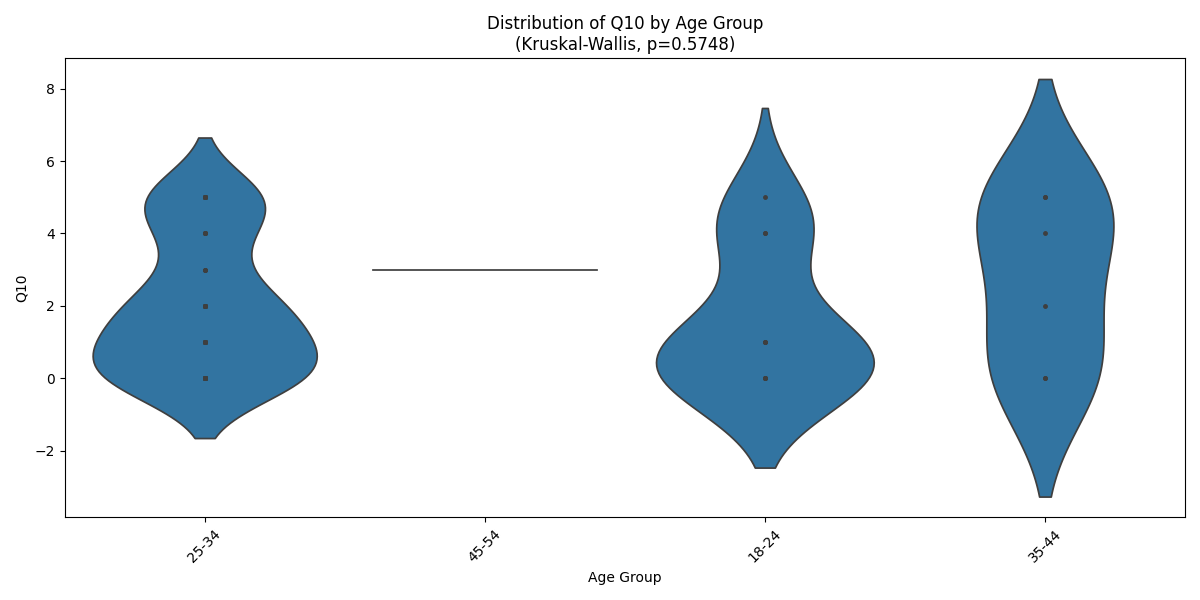 Distribution of Q10 by Age Group
(Kruskal-Wallis, p=0.5748)
8
6
4
2
0
−2
Q10
25-34
45-54
18-24
35-44
Age Group